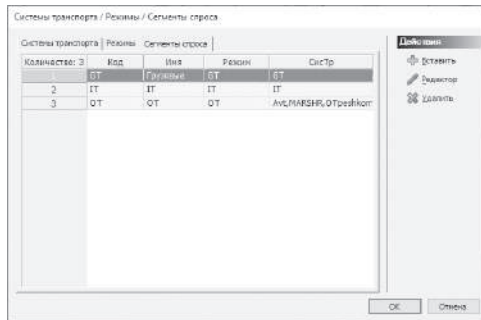 Системы транспорта / Режимы / Сегменты спроса
Системы транспорта Режимы Сегменты спроса
Количество: 3 Код Имя Режим СисТр
1 GT Грузовые GT GT
2 IT IT IT IT
3 OT OT OT Avt,MARSHR,OTpeshkom
Действия
Вставить
Редактор
Удалить
OK Отмена